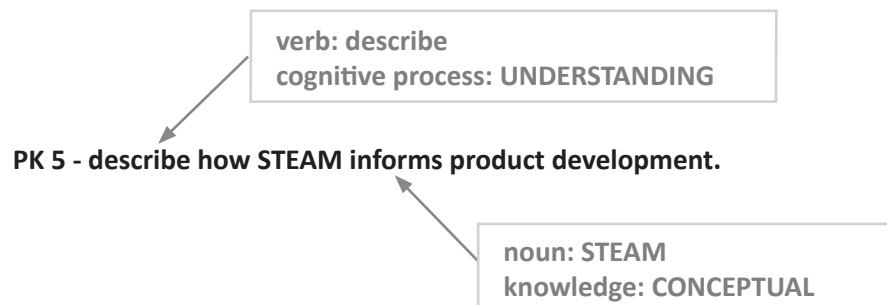 verb: describe
cognitive process: UNDERSTANDING
PK 5 - describe how STEAM informs product development.
noun: STEAM
knowledge: CONCEPTUAL